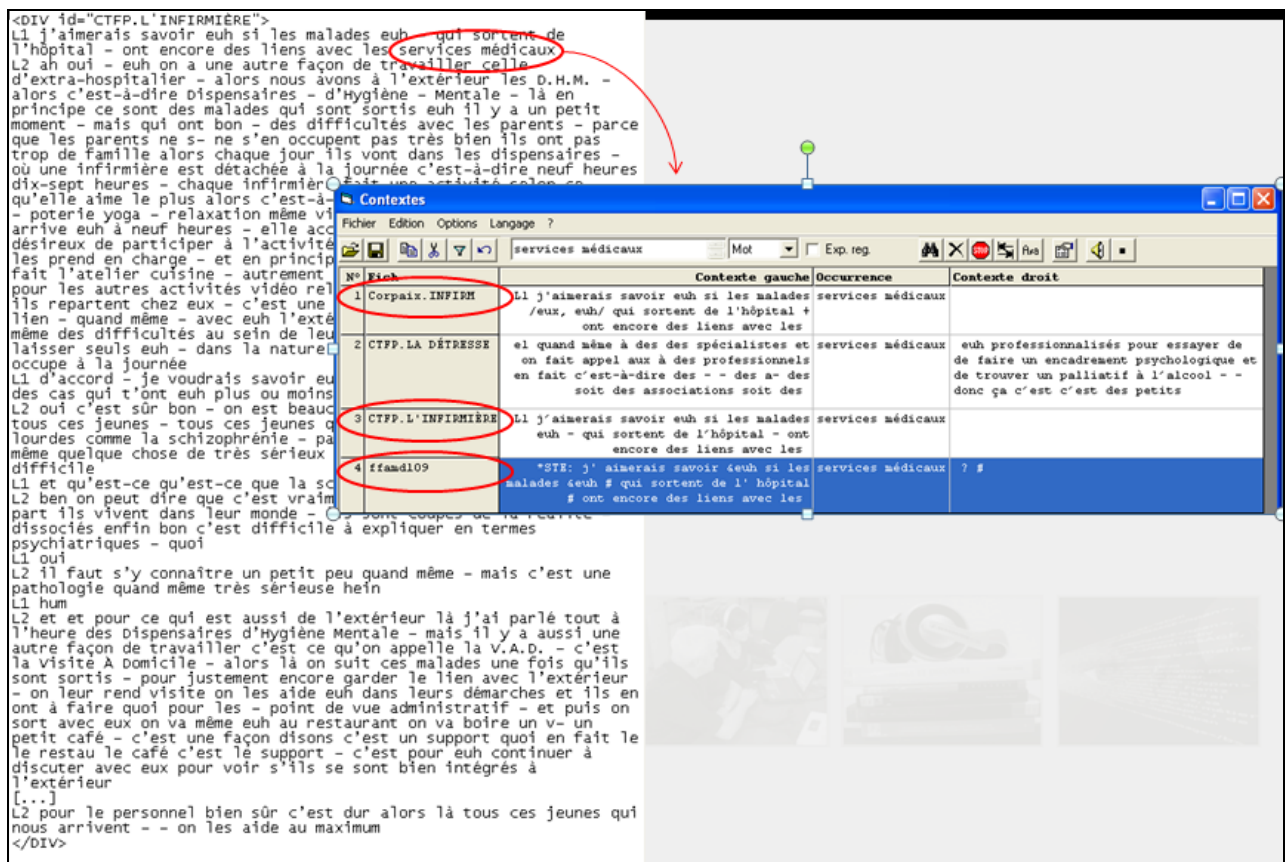 <DIV id="CTFP.L'INFIRMIÈRE">
L1 j'aimerais savoir euh si les malades euh - qui sortent de
l'hôpital - ont encore des liens avec les services médicaux
L2 ah oui - euh on a une autre façon de travailler celle
d'extra-hospitalier - alors nous avons à l'extérieur les D.H.M. -
alors c'est-à-dire Dispensaires - d'Hygiène - Mentale - là en
principe ce sont des malades qui sont sortis euh il y a un petit
moment - mais qui ont bon - des difficultés avec les parents - parce
que les parents ne s- ne s'en occupent pas très bien ils ont pas
trop de famille alors chaque jour ils vont dans les dispensaires -
où une infirmière est détachée à la journée c'est-à-dire neuf heures
dix-sept heures - chaque infirmière fait une activité selon ce
qu'elle aime le plus alors c'est-à-
- poterie yoga - relaxation même vi
arrive euh à neuf heures - elle acc
désireux de participer à l'activité
les prend en charge - et en princip
fait l'atelier cuisine - autrement
pour les autres activités vidéo rel
ils repartent chez eux - c'est une
lien - quand même - avec euh l'exté
même des difficultés au sein de leu
laisser seuls euh - dans la nature
occupe à la journée
L1 d'accord - je voudrais savoir eu
des cas qui t'ont euh plus ou moins
L2 oui c'est sûr bon - on est beauc
tous ces jeunes - tous ces jeunes q
lourdes comme la schizophrénie - pa
même quelque chose de très sérieux
difficile
L1 et qu'est-ce qu'est-ce que la sc
L2 ben on peut dire que c'est vraim
part ils vivent dans leur monde - ils sont coupés de la réalité -
dissociés enfin bon c'est difficile à expliquer en termes
psychiatriques - quoi
L1 oui
L2 il faut s'y connaître un petit peu quand même - mais c'est une
pathologie quand même très sérieuse hein
L1 hum
L2 et et pour ce qui est aussi de l'extérieur là j'ai parlé tout à
l'heure des Dispensaires d'Hygiène Mentale - mais il y a aussi une
autre façon de travailler c'est ce qu'on appelle la V.A.D. - c'est
la Visite À Domicile - alors là on suit ces malades une fois qu'ils
sont sortis - pour justement encore garder le lien avec l'extérieur
- on leur rend visite on les aide euh dans leurs démarches et ils en
ont à faire quoi pour les - point de vue administratif - et puis on
sort avec eux on va même euh au restaurant on va boire un v- un
petit café - c'est une façon disons c'est un support quoi en fait le
le restau le café c'est le support - c'est pour euh continuer à
discuter avec eux pour voir s'ils se sont bien intégrés à
l'extérieur
[...]
L2 pour le personnel bien sûr c'est dur alors là tous ces jeunes qui
nous arrivent - - on les aide au maximum
</DIV>
Contextes
Fichier Edition Options Langage ?
services médicaux Mot Exp. reg. STOP
N° Fich Contexte gauche Occurrence Contexte droit
1 Corpaix.INFIRM L1 j'aimerais savoir euh si les malades services médicaux
/eux, euh/ qui sortent de l'hôpital +
ont encore des liens avec les
2 CTFP.LA DÉTRESSE el quand même à des des spécialistes et services médicaux euh professionnalisés pour essayer de
on fait appel aux à des professionnels de faire un encadrement psychologique et
en fait c'est-à-dire des - - des a- des de trouver un palliatif à l'alcool - -
soit des associations soit des donc ça c'est c'est des petits
3 CTFP.L'INFIRMIÈRE L1 j'aimerais savoir euh si les malades services médicaux
euh - qui sortent de l'hôpital - ont
encore des liens avec les
4 ffamdl09 *STE: j' aimerais savoir &euh si les services médicaux ? #
malades &euh # qui sortent de l' hôpital
# ont encore des liens avec les